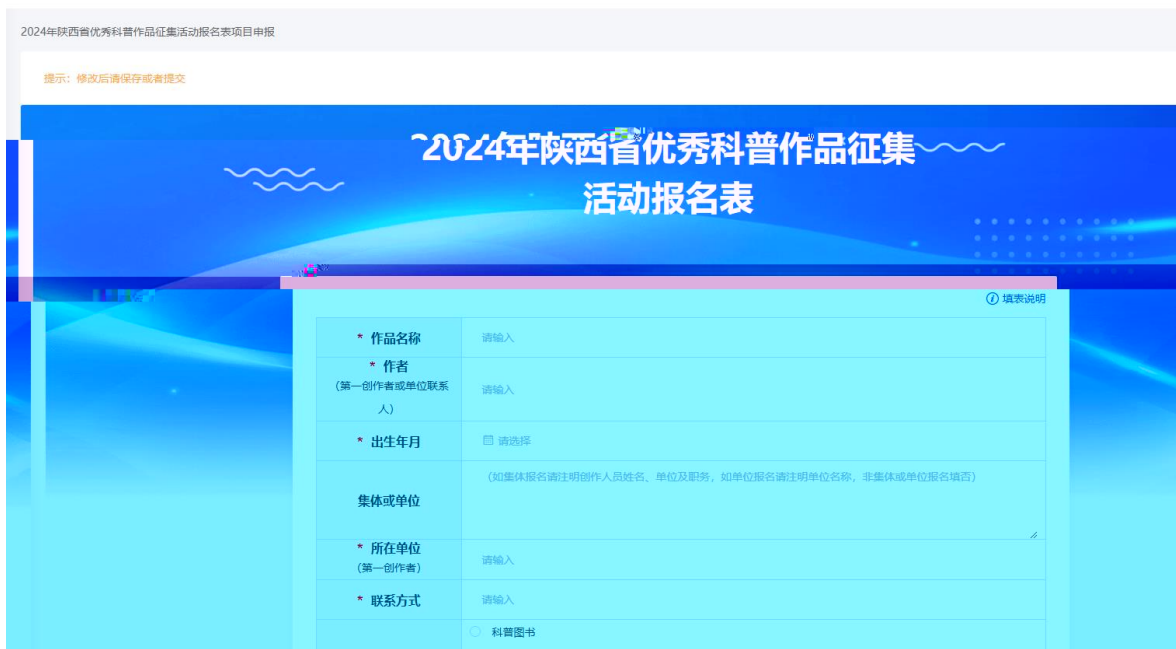 2024年陕西省优秀科普作品征集活动报名表项目申报
提示：修改后请保存或者提交
2024年陕西省优秀科普作品征集
活动报名表
填表说明
* 作品名称
请输入
* 作者
（第一创作者或单位联系
人）
请输入
* 出生年月
请选择
集体或单位
（如集体报名请注明创作人员姓名、单位及职务，如单位报名请注明单位名称，非集体或单位报名填否）
* 所在单位
（第一创作者）
请输入
* 联系方式
请输入
科普图书